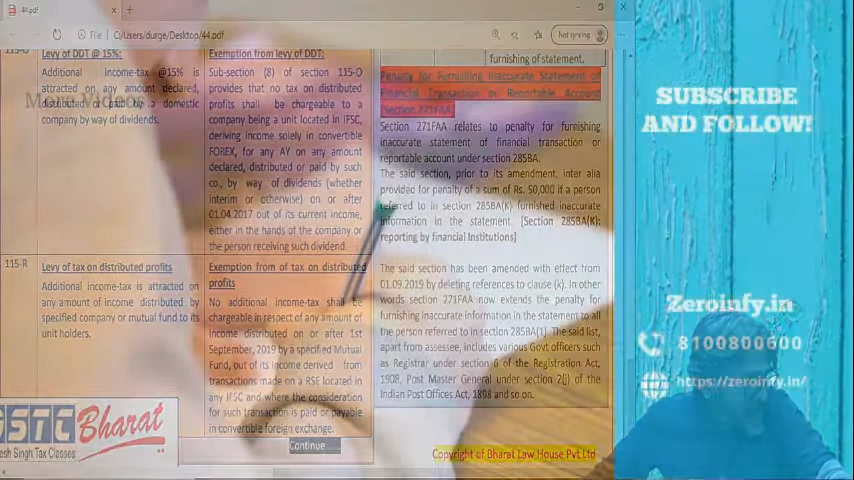 44.pdf
File
C:/Users/durge/Desktop/44.pdf
Not syncing
Levy of DDT @ 15%:
Additional income-tax @15% is
attracted on any amount declared,
distributed or paid by a domestic
company by way of dividends.
Exemption from levy of DDT:
Sub-section (8) of section 115-O
provides that no tax on distributed
profits shall be chargeable to a
company being a unit located in IFSC,
deriving income solely in convertible
FOREX, for any AY on any amount
declared, distributed or paid by such
co., by way of dividends (whether
interim or otherwise) on or after
01.04.2017 out of its current income,
either in the hands of the company or
the person receiving such dividend.
115-R
Levy of tax on distributed profits
Additional income-tax is attracted on
any amount of income distributed by
specified company or mutual fund to its
unit holders.
Exemption from of tax on distributed
profits
No additional income-tax shall be
chargeable in respect of any amount of
income distributed on or after 1st
September, 2019 by a specified Mutual
Fund, out of its income derived from
transactions made on a RSE located in
any IFSC and where the consideration
for such transaction is paid or payable
in convertible foreign exchange.
Continue......
furnishing of statement.
Penalty for Furnishing Inaccurate Statement of
Financial Transaction or Reportable Account
[Section 271FAA]
Section 271FAA relates to penalty for furnishing
inaccurate statement of financial transaction or
reportable account under section 285BA.
The said section, prior to its amendment, inter alia
provided for penalty of a sum of Rs. 50,000 if a person
referred to in section 285BA(K) furnished inaccurate
information in the statement. [Section 285BA(K):
reporting by financial Institutions]
The said section has been amended with effect from
01.09.2019 by deleting references to clause (k). In other
words section 271FAA now extends the penalty for
furnishing inaccurate information in the statement to all
the person referred to in section 285BA(1). The said list,
apart from assessee, includes various Govt officers such
as Registrar under section 6 of the Registration Act,
1908, Post Master General under section 2(j) of the
Indian Post Offices Act, 1898 and so on.
Copyright of Bharat Law House Pvt Ltd
Bharat
esh Singh Tax Classes
SUBSCRIBE
AND FOLLOW!
Zeroinfy.in
8100800600
https://zeroinfy.in/